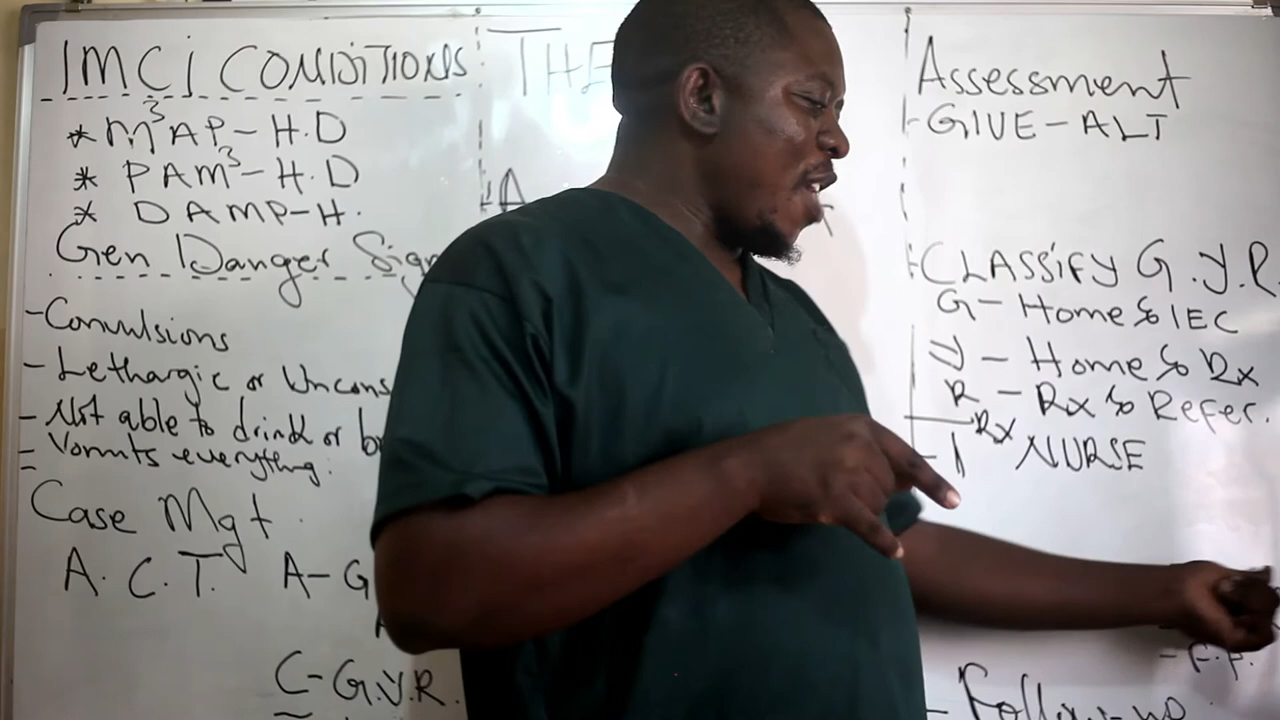 IMCI CONDITIONS
* M³AP-H.D
* PAM³-H.D
* DAMP-H.
Gen Danger Sign
- Convulsions
- Lethargic or Uncons
- Not able to drink or b
- Vomits everything.
Case Mgt.
A.C.T. A-G
C-G.Y.R.
THE
A
Assessment
- GIVE-ALT
CLASSIFY G.Y.R.
G- Home & IEC
Y - Home & Rx
R - Rx & Refer.
Rx
NURSE
- F.F.
- Follow-up